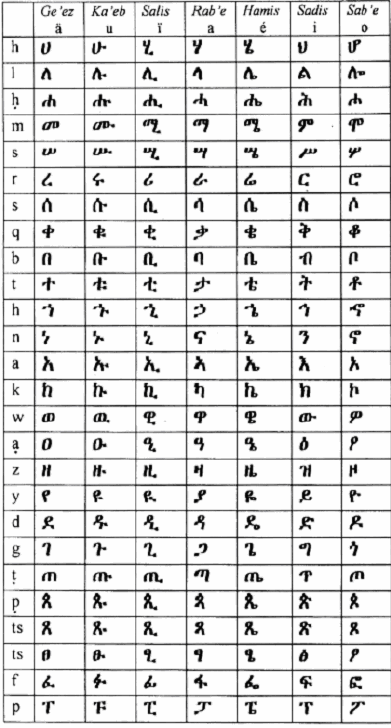 Ge'ez Ka'eb Salis Rab'e Hamis Sadis Sab'e
ä u ï a é i o
h ሀ ሁ ሂ ሃ ሄ ህ ሆ
l ለ ሉ ሊ ላ ሌ ል ሎ
ḥ ሐ ሑ ሒ ሓ ሔ ሕ ሖ
m መ ሙ ሚ ማ ሜ ም ሞ
s ሠ ሡ ሢ ሣ ሤ ሥ ሦ
r ረ ሩ ሪ ራ ሬ ር ሮ
s ሰ ሱ ሲ ሳ ሴ ስ ሶ
q ቀ ቁ ቂ ቃ ቄ ቅ ቆ
b በ ቡ ቢ ባ ቤ ብ ቦ
t ተ ቱ ቲ ታ ቴ ት ቶ
h ኀ ኁ ኂ ኃ ኄ ኅ ኆ
n ነ ኑ ኒ ና ኔ ን ኖ
a አ ኡ ኢ ኣ ኤ እ ኦ
k ከ ኩ ኪ ካ ኬ ክ ኮ
w ወ ዉ ዊ ዋ ዌ ው ዎ
ạ ዐ ዑ ዒ ዓ ዔ ዕ ዖ
z ዘ ዙ ዚ ዛ ዜ ዝ ዞ
y የ ዩ ዪ ያ ዬ ይ ዮ
d ደ ዱ ዲ ዳ ዴ ድ ዶ
g ገ ጉ ጊ ጋ ጌ ግ ጎ
ṭ ጠ ጡ ጢ ጣ ጤ ጥ ጦ
p̣ ጰ ጱ ጲ ጳ ጴ ጵ ጶ
ts ጸ ጹ ጺ ጻ ጼ ጽ ጾ
ts ፀ ፁ ፂ ፃ ፄ ፅ ፆ
f ፈ ፉ ፊ ፋ ፌ ፍ ፎ
p ፐ ፑ ፒ ፓ ፔ ፕ ፖ